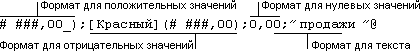 Формат для положительных значений Формат для нулевых значений
# ###,00_);[Красный](# ###,00);0,00;"продажи "@
Формат для отрицательных значений Формат для текста